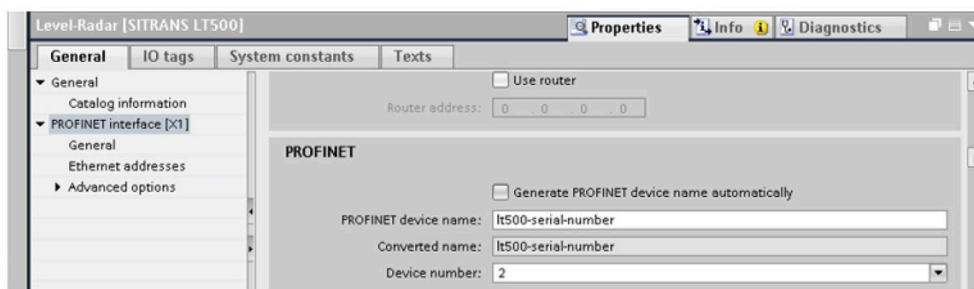 Level-Radar [SITRANS LT500]
Properties
Info
Diagnostics
General
IO tags
System constants
Texts
General
Catalog information
PROFINET interface [X1]
General
Ethernet addresses
Advanced options
Use router
Router address: 0 . 0 . 0 . 0
PROFINET
Generate PROFINET device name automatically
PROFINET device name: lt500-serial-number
Converted name: lt500-serial-number
Device number: 2